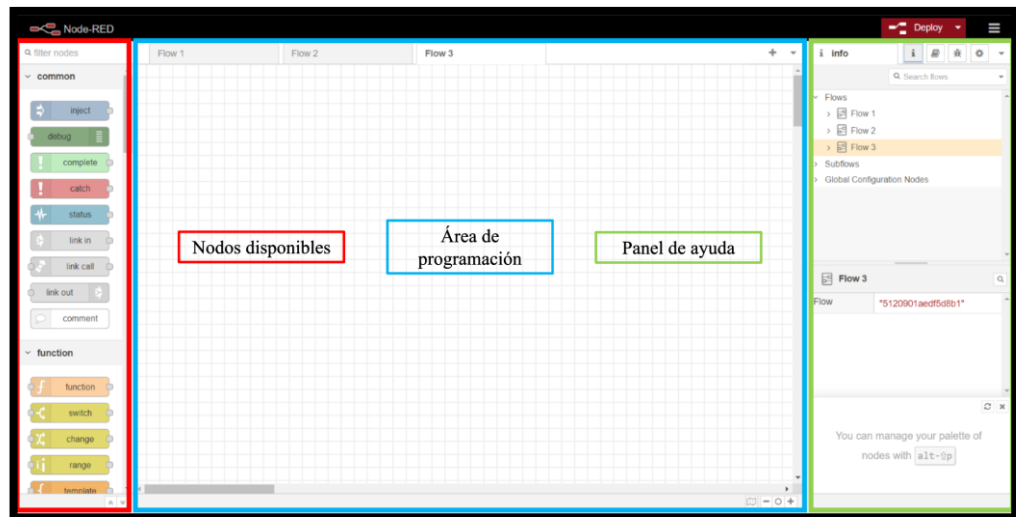 Node-RED
Deploy
filter nodes
common
inject
debug
complete
catch
status
link in
link call
link out
comment
function
function
switch
change
range
template
Flow 1
Flow 2
Flow 3
Nodos disponibles
Área de
programación
Panel de ayuda
i info
Search flows
Flows
Flow 1
Flow 2
Flow 3
Subflows
Global Configuration Nodes
Flow 3
Flow "5120901aedf5d8b1"
You can manage your palette of
nodes with alt-⇧p